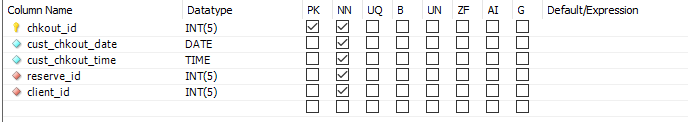 Column Name Datatype PK NN UQ B UN ZF AI G Default/Expression
chkout_id INT(5)
cust_chkout_date DATE
cust_chkout_time TIME
reserve_id INT(5)
client_id INT(5)